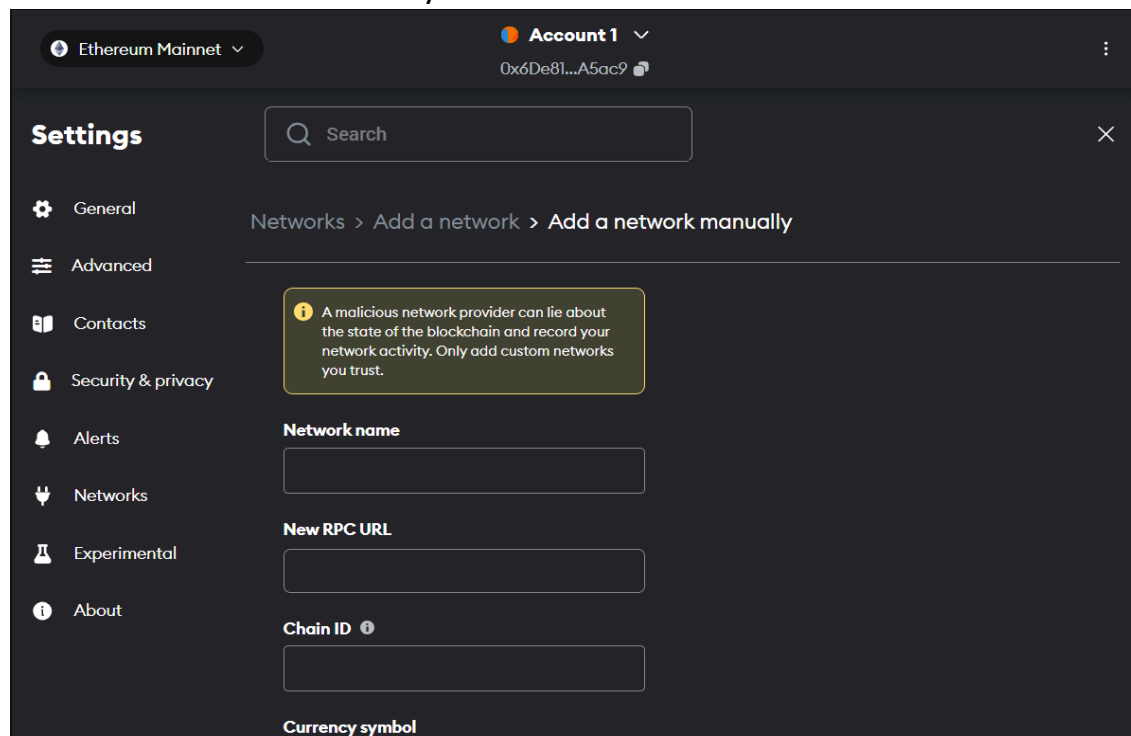 Ethereum Mainnet
Account 1
0x6De81...A5ac9
Settings
Search
General
Advanced
Contacts
Security & privacy
Alerts
Networks
Experimental
About
Networks > Add a network > Add a network manually
A malicious network provider can lie about
the state of the blockchain and record your
network activity. Only add custom networks
you trust.
Network name
New RPC URL
Chain ID
Currency symbol